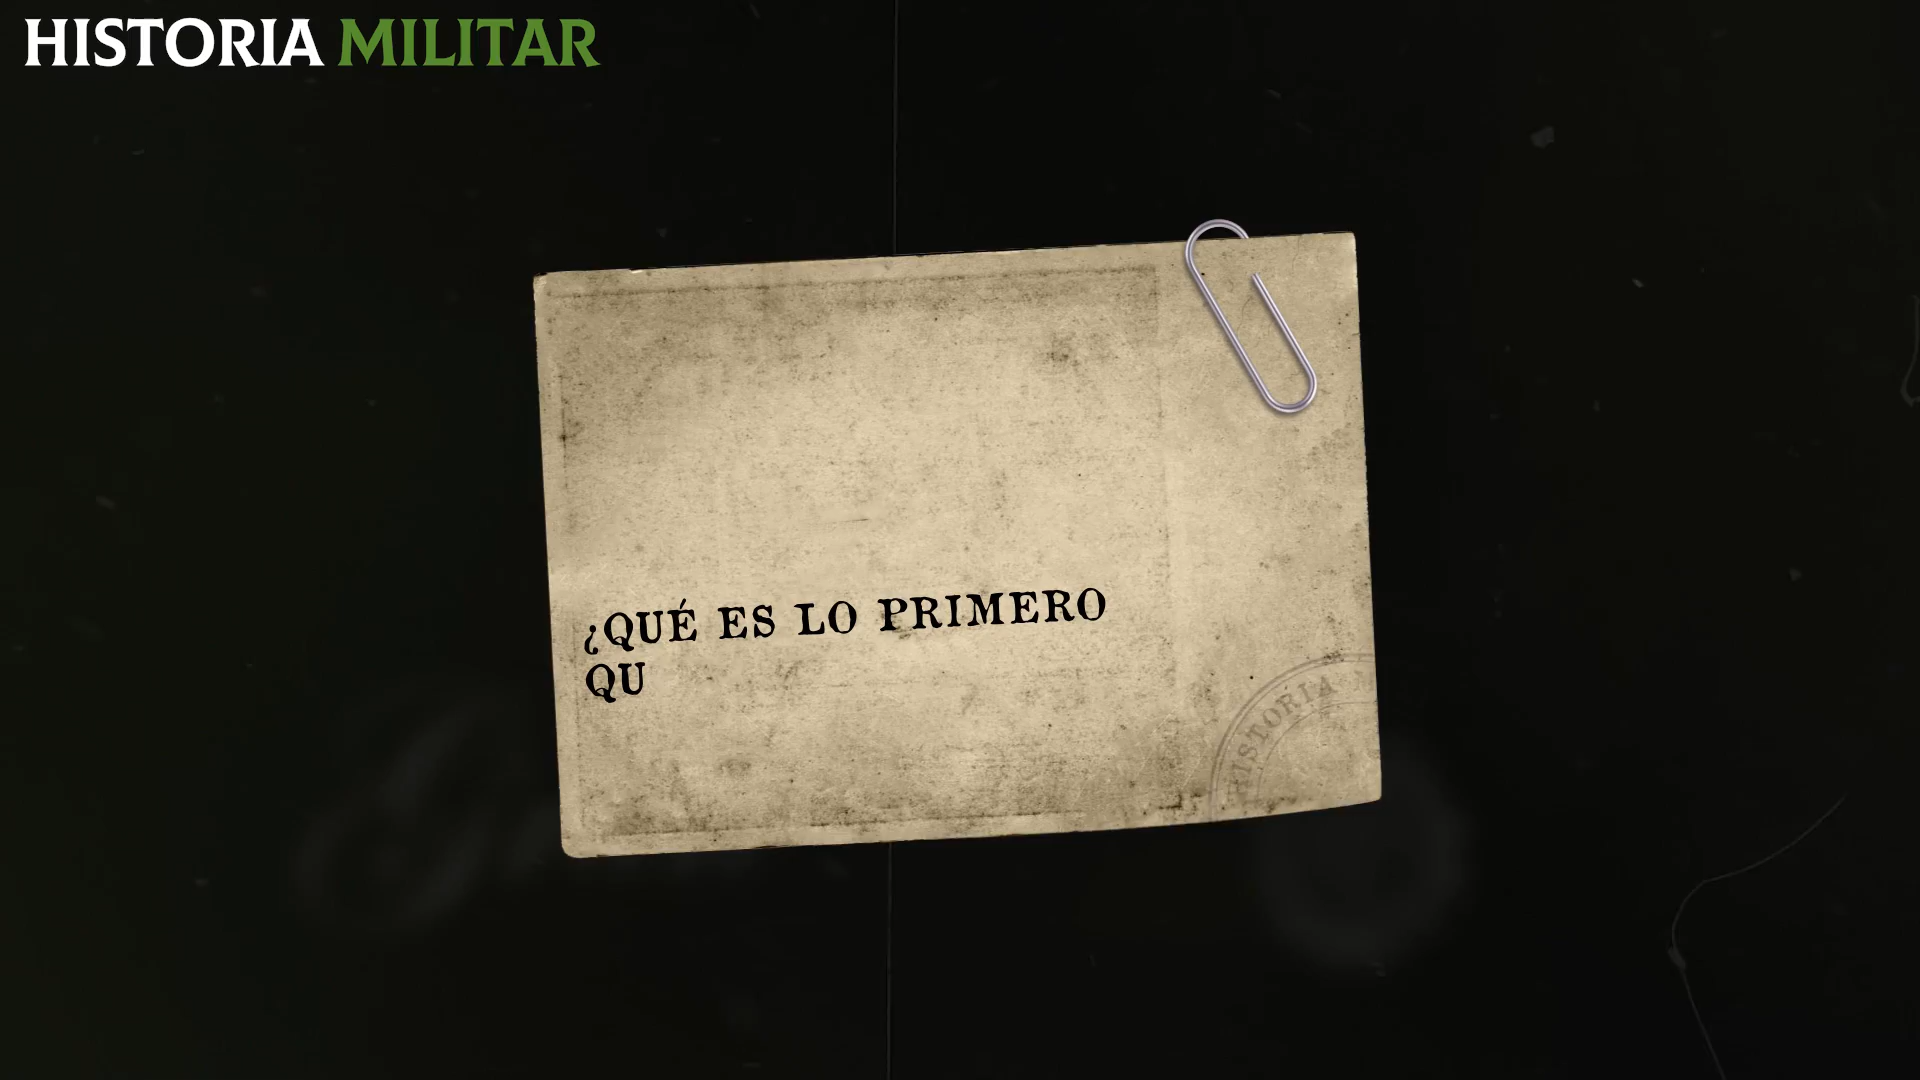 HISTORIA MILITAR
¿QUÉ ES LO PRIMERO
QU
HISTORIA